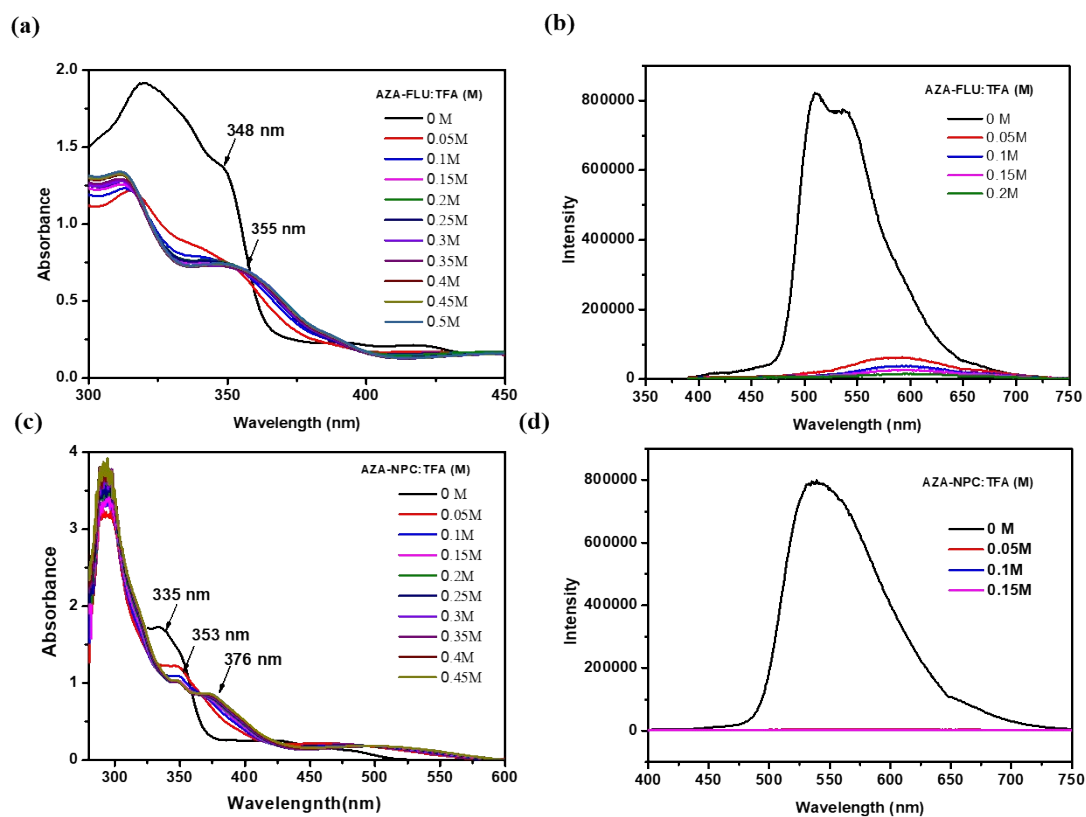 (a)
2.0
1.5
1.0
0.5
0.0
300
350
400
450
Absorbance
Wavelength (nm)
348 nm
355 nm
AZA-FLU:TFA (M)
0 M
0.05M
0.1M
0.15M
0.2M
0.25M
0.3M
0.35M
0.4M
0.45M
0.5M
(b)
800000
600000
400000
200000
0
350
400
450
500
550
600
650
700
750
Intensity
Wavelength (nm)
AZA-FLU:TFA (M)
0 M
0.05M
0.1M
0.15M
0.2M
(c)
4
3
2
1
0
300
350
400
450
500
550
600
Absorbance
Wavelengnth(nm)
335 nm
353 nm
376 nm
AZA-NPC:TFA (M)
0 M
0.05M
0.1M
0.15M
0.2M
0.25M
0.3M
0.35M
0.4M
0.45M
(d)
800000
600000
400000
200000
0
400
450
500
550
600
650
700
750
Intensity
Wavelength (nm)
AZA-NPC:TFA (M)
0 M
0.05M
0.1M
0.15M